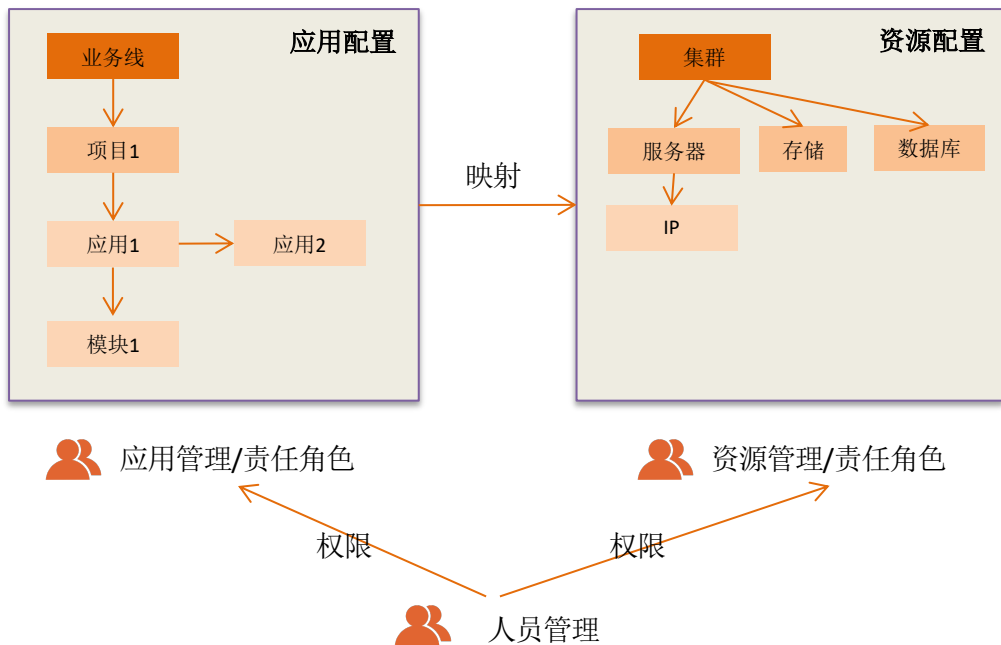 应用配置
业务线
项目1
应用1
应用2
模块1
映射
资源配置
集群
服务器
存储
数据库
IP
应用管理/责任角色
资源管理/责任角色
权限
权限
人员管理